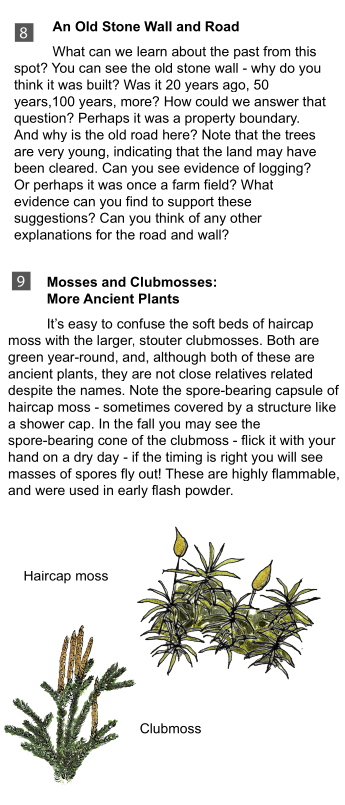 8
An Old Stone Wall and Road
What can we learn about the past from this
spot? You can see the old stone wall - why do you
think it was built? Was it 20 years ago, 50
years,100 years, more? How could we answer that
question? Perhaps it was a property boundary.
And why is the old road here? Note that the trees
are very young, indicating that the land may have
been cleared. Can you see evidence of logging?
Or perhaps it was once a farm field? What
evidence can you find to support these
suggestions? Can you think of any other
explanations for the road and wall?
9
Mosses and Clubmosses:
More Ancient Plants
It's easy to confuse the soft beds of haircap
moss with the larger, stouter clubmosses. Both are
green year-round, and, although both of these are
ancient plants, they are not close relatives related
despite the names. Note the spore-bearing capsule of
haircap moss - sometimes covered by a structure like
a shower cap. In the fall you may see the
spore-bearing cone of the clubmoss - flick it with your
hand on a dry day - if the timing is right you will see
masses of spores fly out! These are highly flammable,
and were used in early flash powder.
Haircap moss
Clubmoss